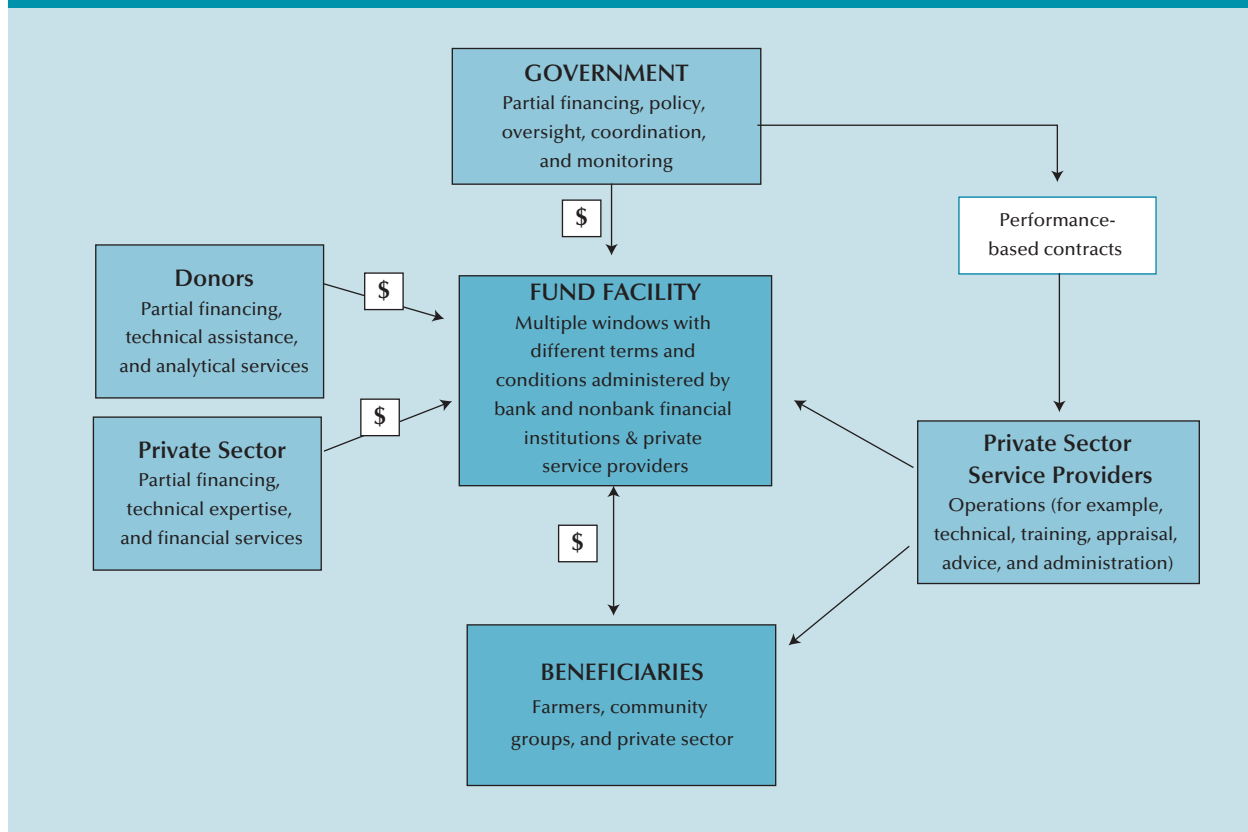 GOVERNMENT
Partial financing, policy,
oversight, coordination,
and monitoring
$
Performance-
based contracts
Donors
Partial financing,
technical assistance,
and analytical services
$
FUND FACILITY
Multiple windows with
different terms and
conditions administered by
bank and nonbank financial
institutions & private
service providers
Private Sector
Partial financing,
technical expertise,
and financial services
$
Private Sector
Service Providers
Operations (for example,
technical, training, appraisal,
advice, and administration)
$
BENEFICIARIES
Farmers, community
groups, and private sector